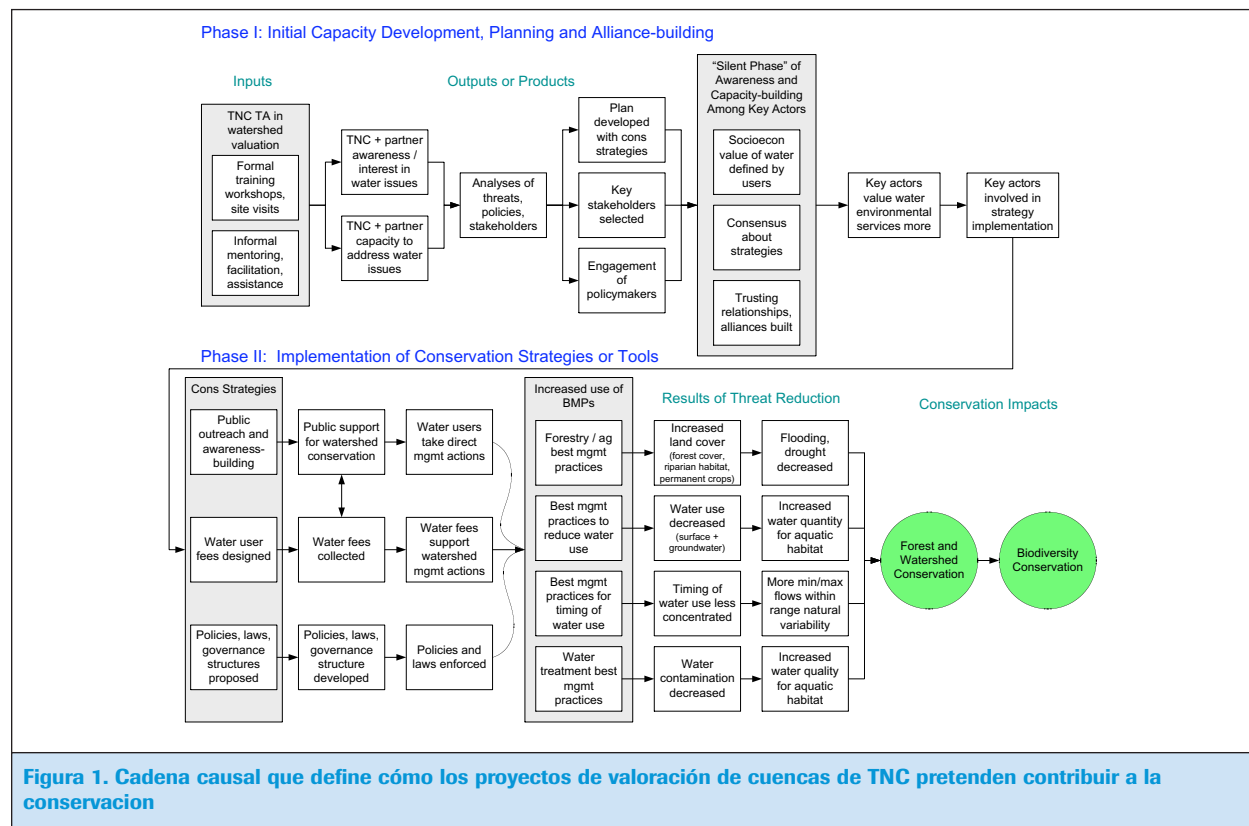 Phase I: Initial Capacity Development, Planning and Alliance-building
Inputs
Outputs or Products
"Silent Phase" of
Awareness and
Capacity-building
Among Key Actors
TNC TA in
watershed
valuation
Formal
training
workshops,
site visits
Informal
mentoring,
facilitation,
assistance
TNC + partner
awareness /
interest in
water issues
TNC + partner
capacity to
address water
issues
Analyses of
threats,
policies,
stakeholders
Plan
developed
with cons
strategies
Key
stakeholders
selected
Engagement
of
policymakers
Socioecon
value of water
defined by
users
Consensus
about
strategies
Trusting
relationships,
alliances built
Key actors
value water
environmental
services more
Key actors
involved in
strategy
implementation
Phase II:  Implementation of Conservation Strategies or Tools
Cons Strategies
Public
outreach and
awareness-
building
Water user
fees designed
Policies, laws,
governance
structures
proposed
Public support
for watershed
conservation
Water fees
collected
Policies, laws,
governance
structure
developed
Water users
take direct
mgmt actions
Water fees
support
watershed
mgmt actions
Policies and
laws enforced
Increased use of
BMPs
Forestry / ag
best mgmt
practices
Best mgmt
practices to
reduce water
use
Best mgmt
practices for
timing of
water use
Water
treatment best
mgmt
practices
Results of Threat Reduction
Increased
land cover
(forest cover,
riparian habitat,
permanent crops)
Flooding,
drought
decreased
Water use
decreased
(surface +
groundwater)
Increased
water quantity
for aquatic
habitat
Timing of
water use less
concentrated
More min/max
flows within
range natural
variability
Water
contamination
decreased
Increased
water quality
for aquatic
habitat
Conservation Impacts
Forest and
Watershed
Conservation
Biodiversity
Conservation
Figura 1. Cadena causal que define cómo los proyectos de valoración de cuencas de TNC pretenden contribuir a la
conservacion